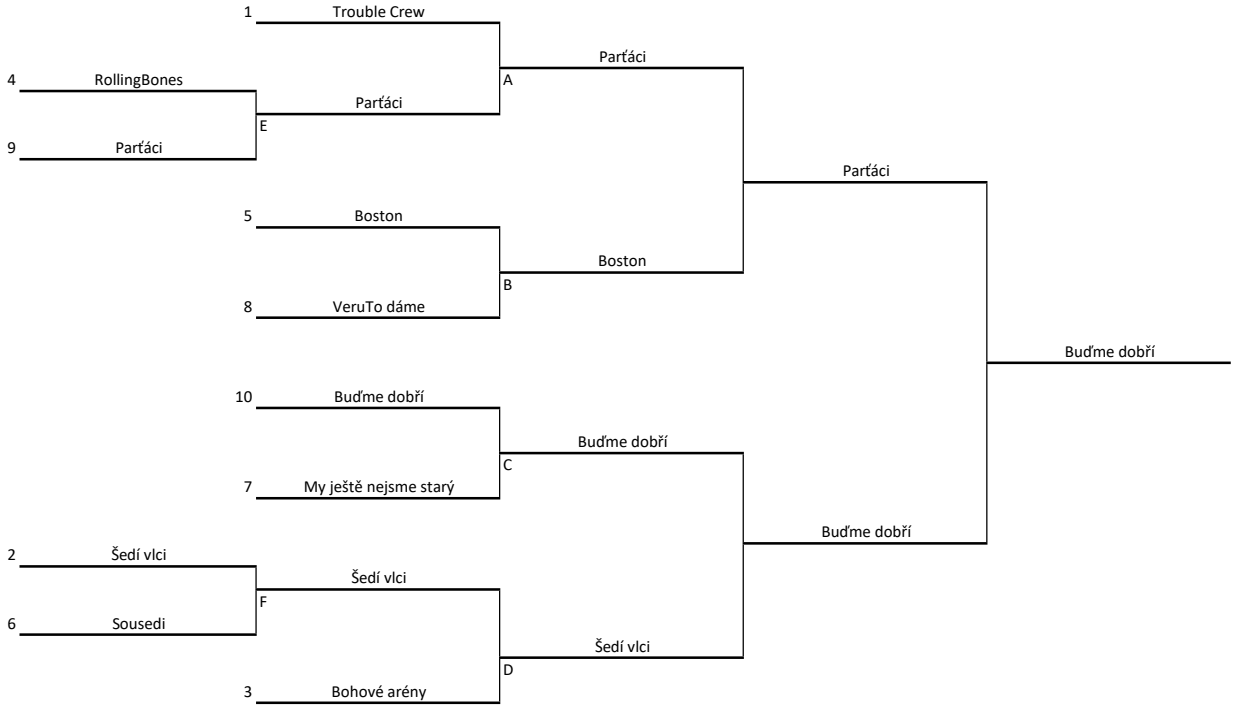 1 Trouble Crew
Parťáci
4 RollingBones
A
Parťáci
E
9 Parťáci
Parťáci
5 Boston
Boston
B
8 VeruTo dáme
Buďme dobří
10 Buďme dobří
Buďme dobří
C
7 My ještě nejsme starý
Buďme dobří
2 Šedí vlci
Šedí vlci
F
6 Sousedi
Šedí vlci
D
3 Bohové arény